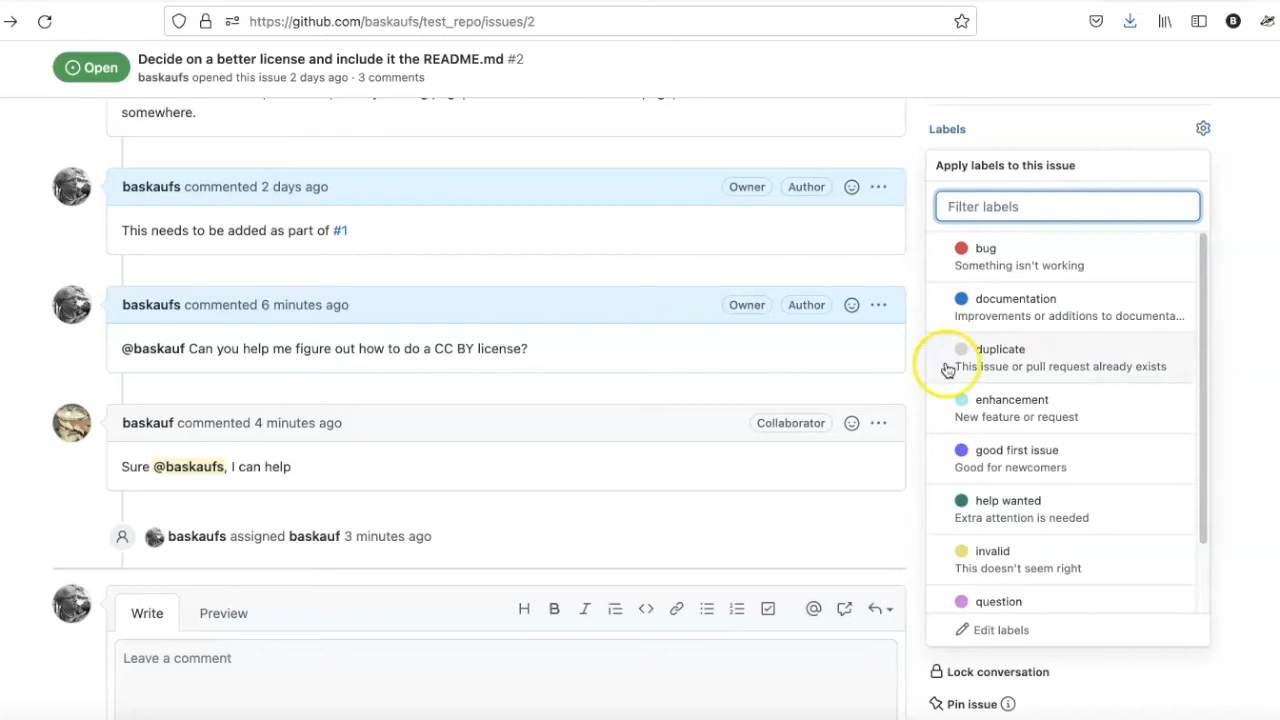 https://github.com/baskaufs/test_repo/issues/2
B
Open
Decide on a better license and include it the README.md #2
baskaufs opened this issue 2 days ago · 3 comments
somewhere.
baskaufs commented 2 days ago
Owner
Author
This needs to be added as part of #1
baskaufs commented 6 minutes ago
Owner
Author
@baskauf Can you help me figure out how to do a CC BY license?
baskauf commented 4 minutes ago
Collaborator
Sure @baskaufs, I can help
baskaufs assigned baskauf 3 minutes ago
Write
Preview
Leave a comment
Labels
Apply labels to this issue
Filter labels
bug
Something isn't working
documentation
Improvements or additions to documenta...
duplicate
This issue or pull request already exists
enhancement
New feature or request
good first issue
Good for newcomers
help wanted
Extra attention is needed
invalid
This doesn't seem right
question
Edit labels
Lock conversation
Pin issue